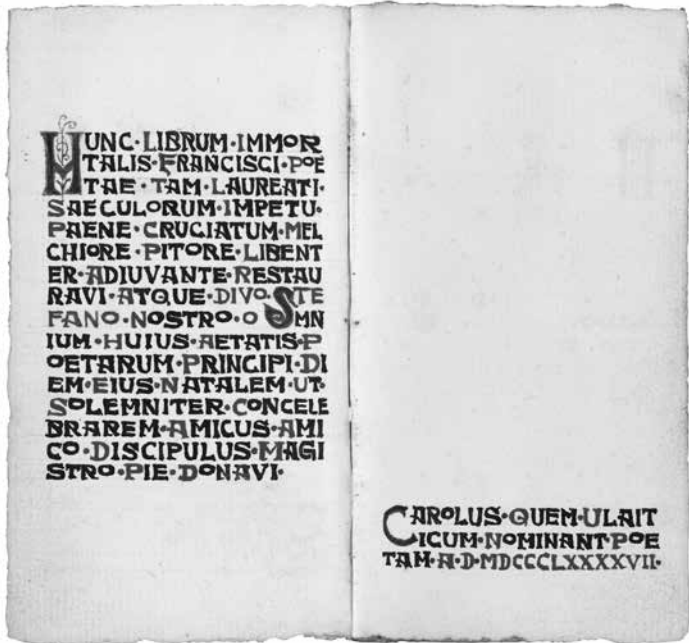 HUNC·LIBRUM·IMMOR
TALIS·FRANCISCI·POE
TAE·TAM·LAUREATI·
SAECULORUM·IMPETU·
PAENE·CRUCIATUM·MEL
CHIORE·PITORE·LIBENT
ER·ADIUVANTE·RESTAU
RAVI·ATQUE·DIVO·STE
FANO·NOSTRO·OMN
IUM·HUIUS·AETATIS·P
OETARUM·PRINCIPI·DI
EM·EIUS·NATALEM·UT·
SOLEMNITER·CONCELE
BRAREM·AMICUS·AMI
CO·DISCIPULUS·MAGI
STRO·PIE·DONAVI·
CAROLUS·QUEM·ULAIT
ICUM·NOMINANT·POE
TAM·A·D·MDCCCLXXXXVII·